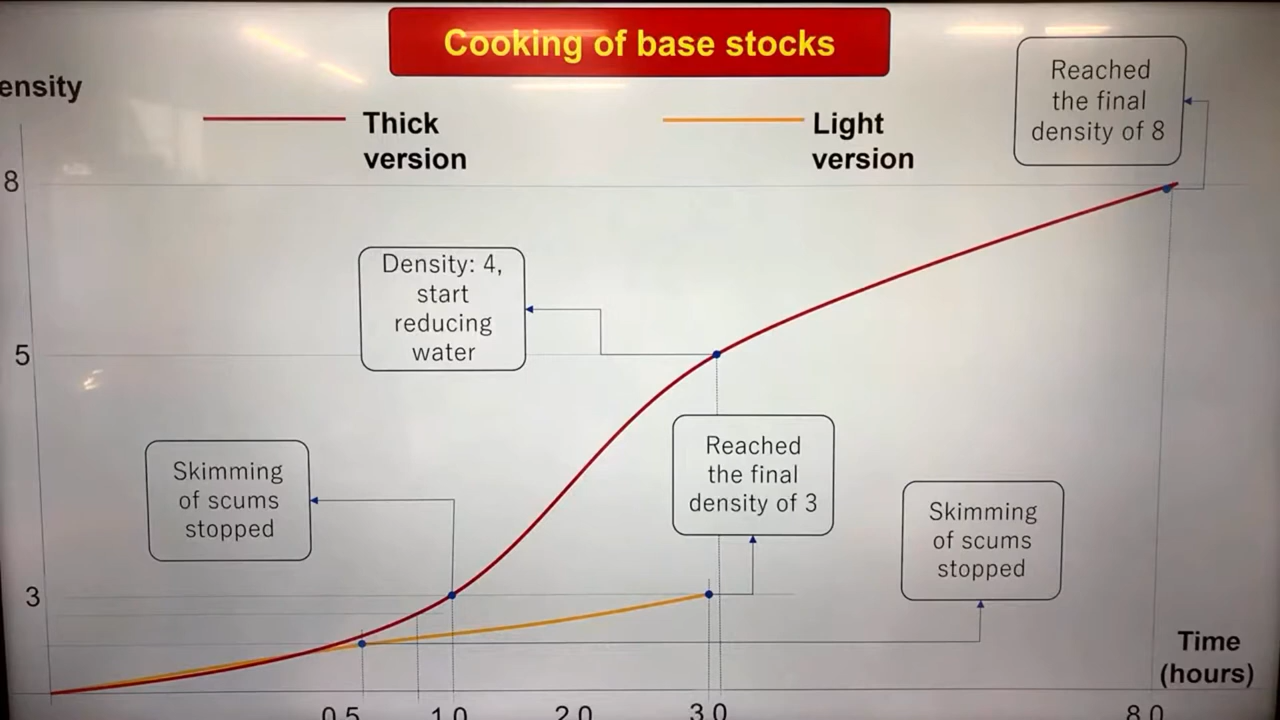 Cooking of base stocks
ensity
Thick
version
Light
version
Reached
the final
density of 8
8
Density: 4,
start
reducing
water
5
Reached
the final
density of 3
Skimming
of scums
stopped
Skimming
of scums
stopped
3
Time
(hours)
0.5 1.0 2.0 3.0 8.0